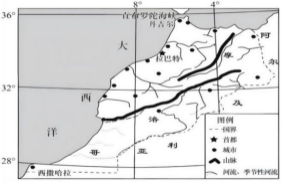 直布罗陀海峡
丹吉尔
8° 4°
大
阿
32°
拉巴特
摩
尔
西
洛
及
洋
哥
亚
利
28°
西撒哈拉
图例
国界
首都
城市
山脉
河流、季节性河流